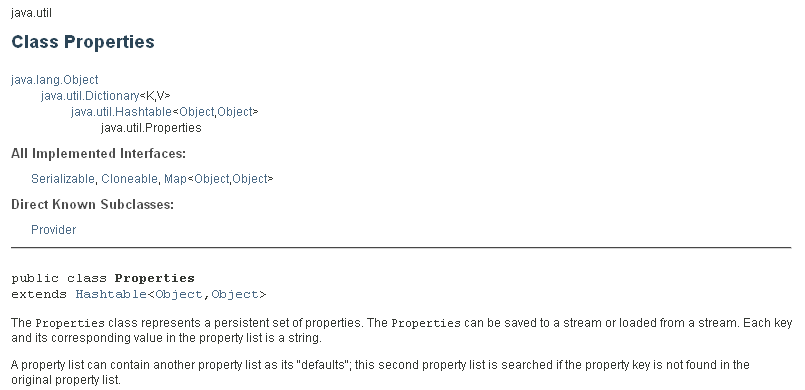 java.util
Class Properties
java.lang.Object
java.util.Dictionary<K,V>
java.util.Hashtable<Object,Object>
java.util.Properties
All Implemented Interfaces:
Serializable, Cloneable, Map<Object,Object>
Direct Known Subclasses:
Provider
public class Properties
extends Hashtable<Object,Object>
The Properties class represents a persistent set of properties. The Properties can be saved to a stream or loaded from a stream. Each key
and its corresponding value in the property list is a string.
A property list can contain another property list as its "defaults"; this second property list is searched if the property key is not found in the
original property list.